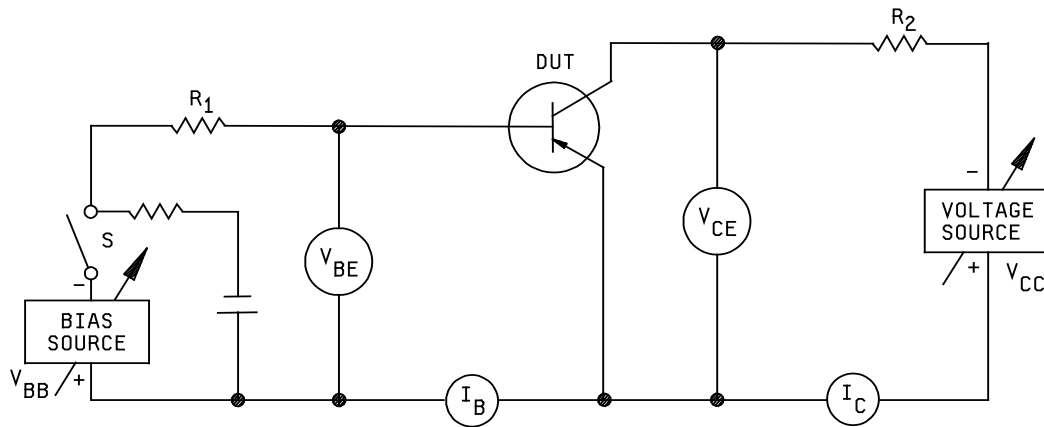 R2
DUT
R1
VOLTAGE
SOURCE
VCE
S
VBE
VCC
BIAS
SOURCE
VBB
IB
IC